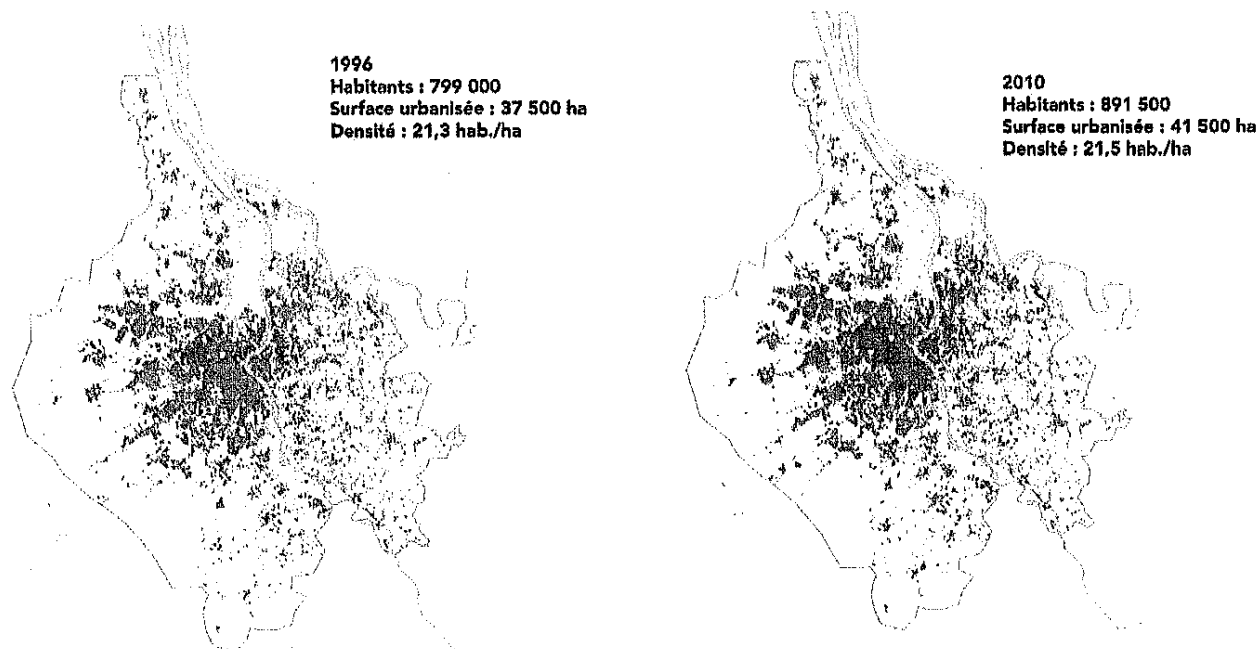 1996
Habitants : 799 000
Surface urbanisée : 37 500 ha
Densité : 21,3 hab./ha
2010
Habitants : 891 500
Surface urbanisée : 41 500 ha
Densité : 21,5 hab./ha